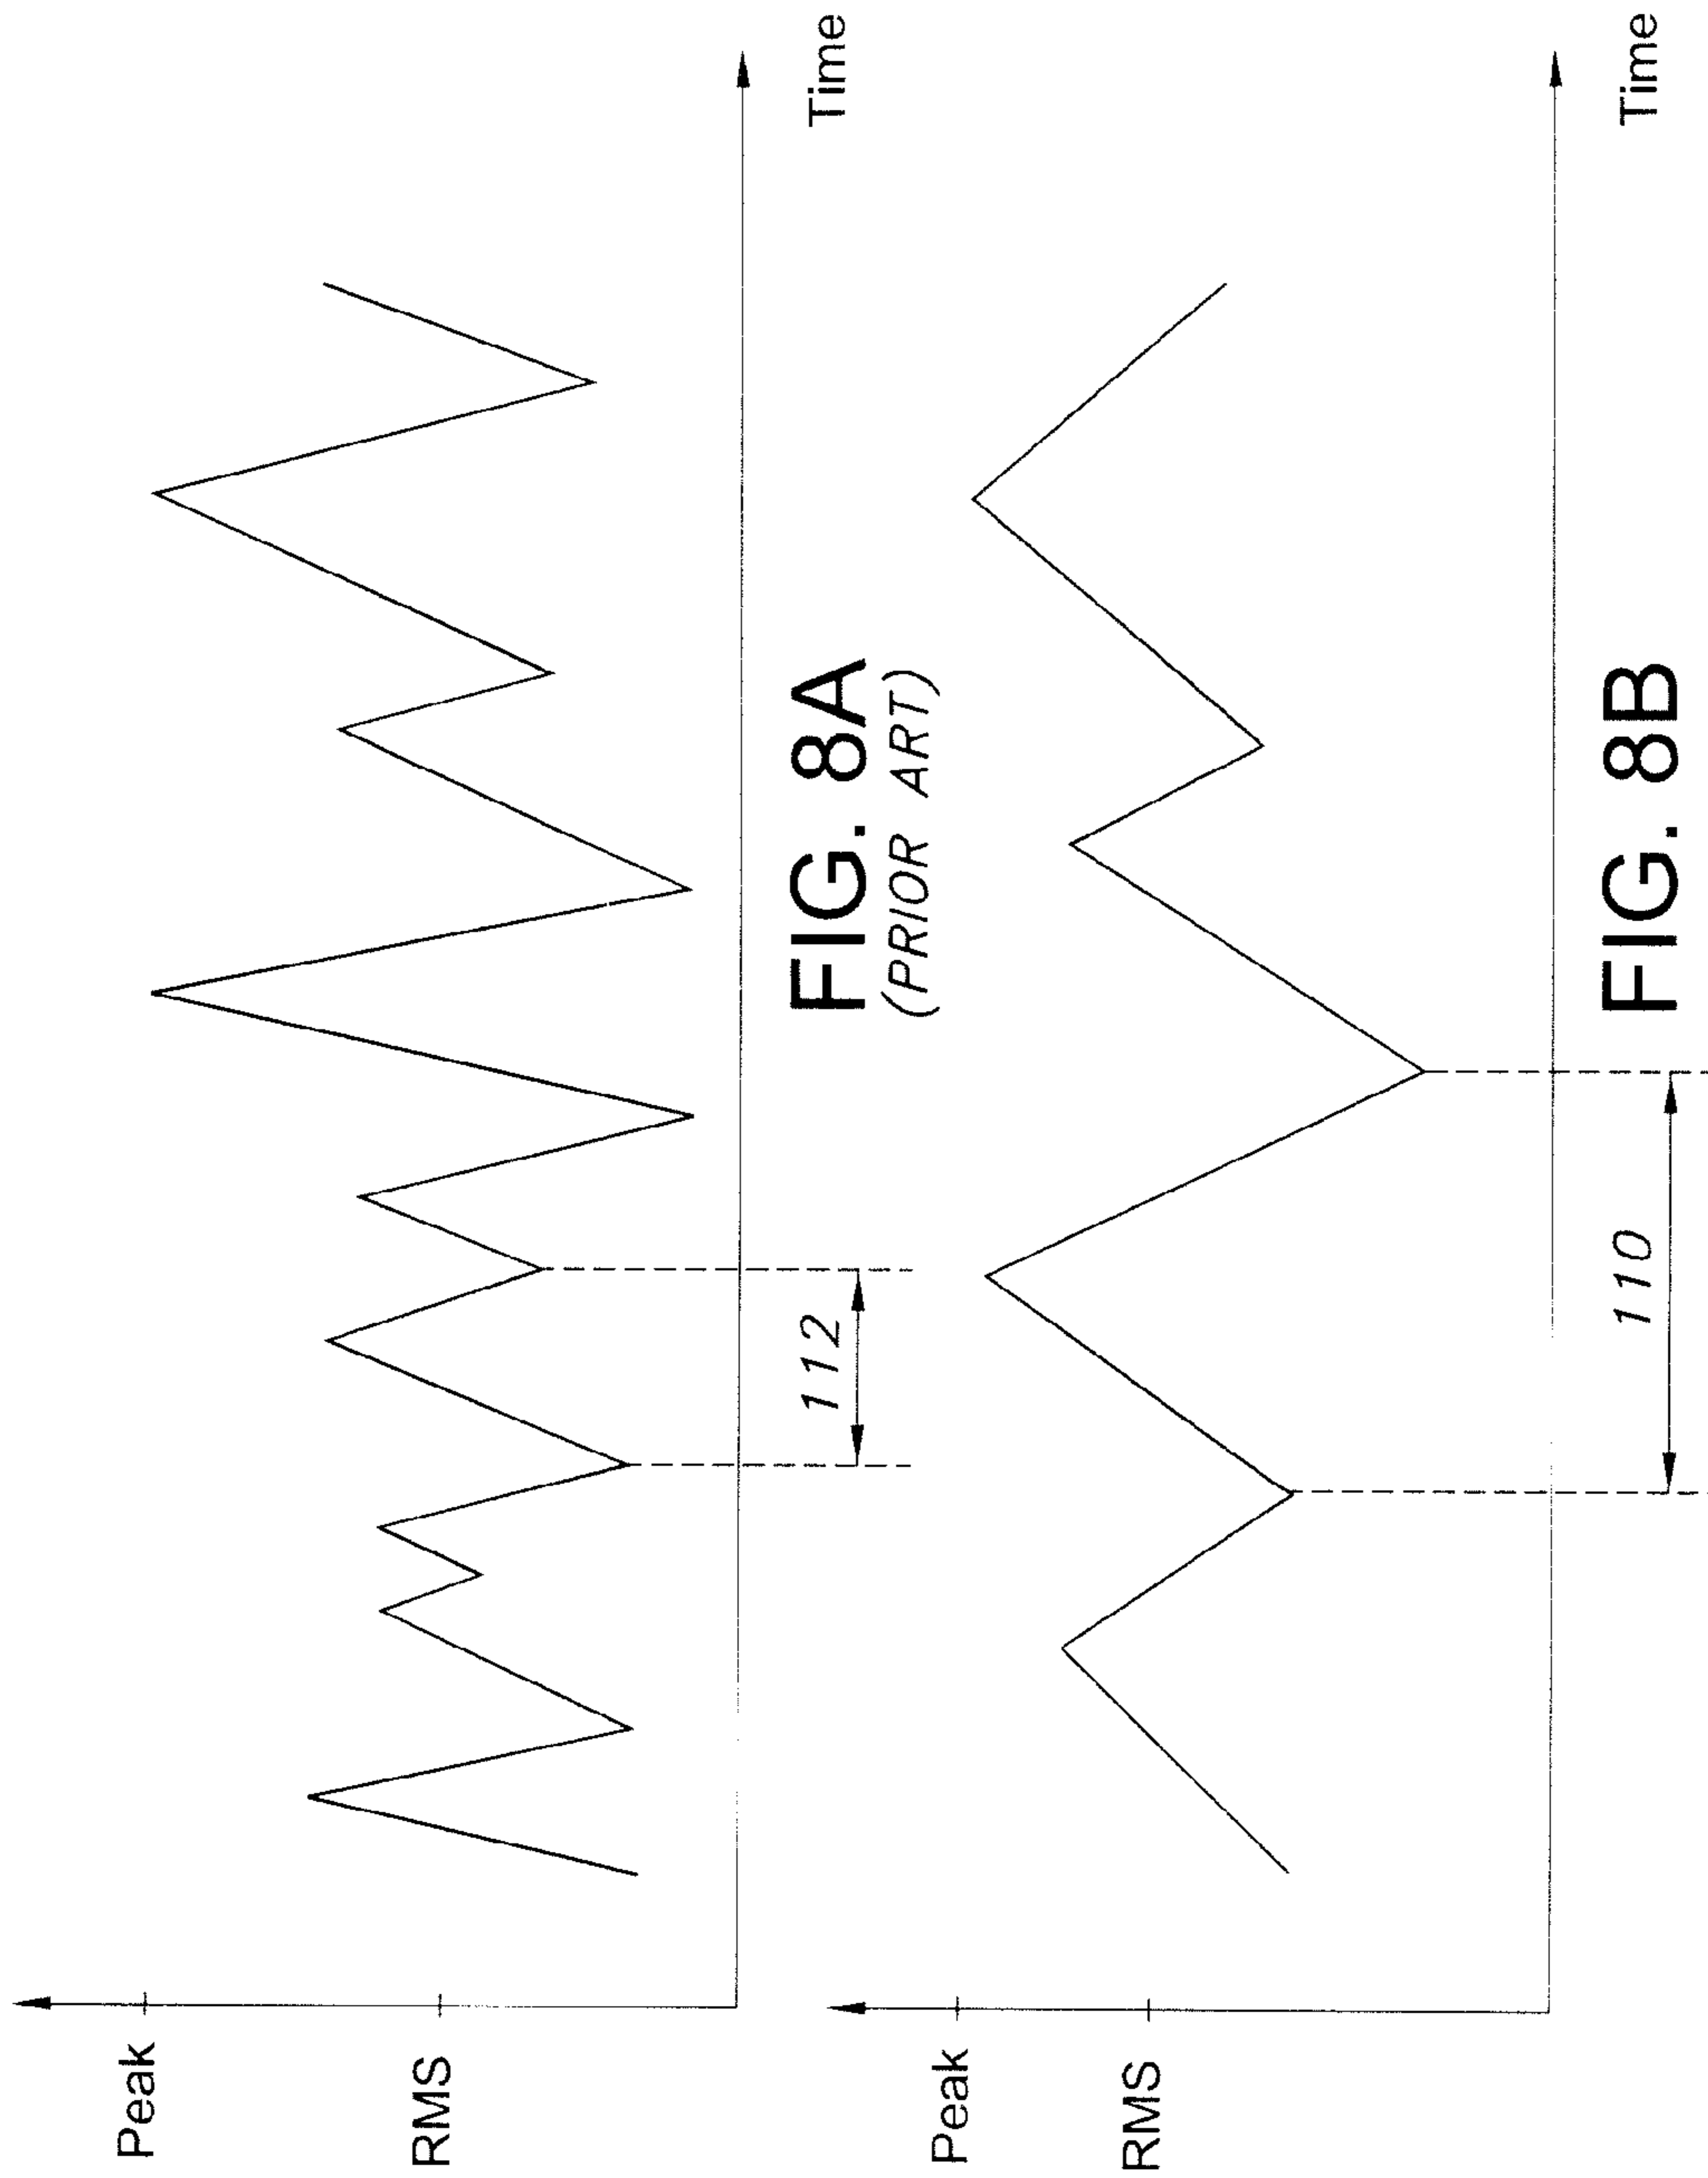 Peak
RMS
Time
112
FIG. 8A
(PRIOR ART)
Peak
RMS
Time
110
FIG. 8B